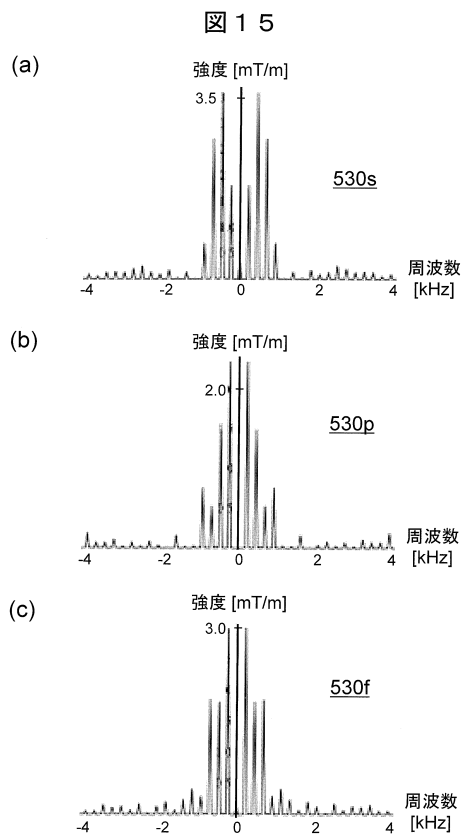 図１５
(a)
強度 [mT/m]
3.5
530s
周波数
[kHz]
-4 -2 0 2 4
(b)
強度 [mT/m]
2.0
530p
周波数
[kHz]
-4 -2 0 2 4
(c)
強度 [mT/m]
3.0
530f
周波数
[kHz]
-4 -2 0 2 4